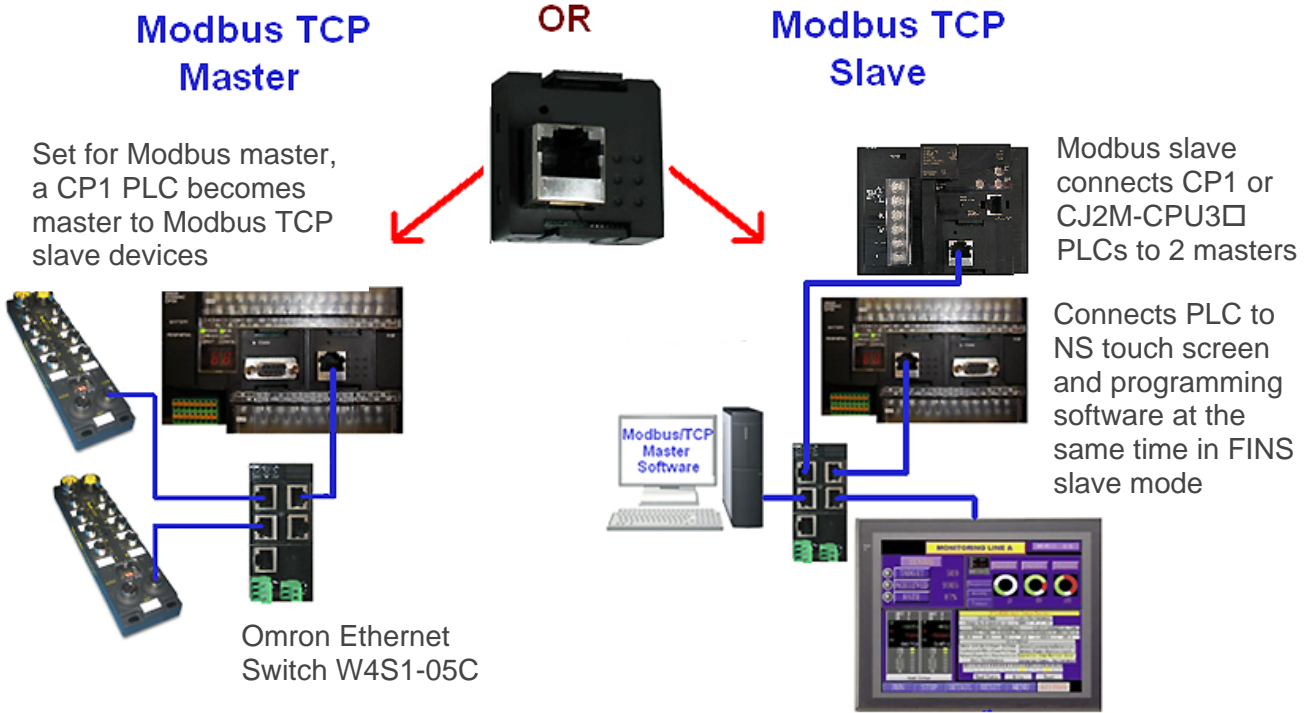 Modbus TCP
Master
OR
Modbus TCP
Slave
Set for Modbus master,
a CP1 PLC becomes
master to Modbus TCP
slave devices
Modbus slave
connects CP1 or
CJ2M-CPU3□
PLCs to 2 masters
Connects PLC to
NS touch screen
and programming
software at the
same time in FINS
slave mode
Modbus/TCP
Master
Software
MONITORING LINE A
Omron Ethernet
Switch W4S1-05C